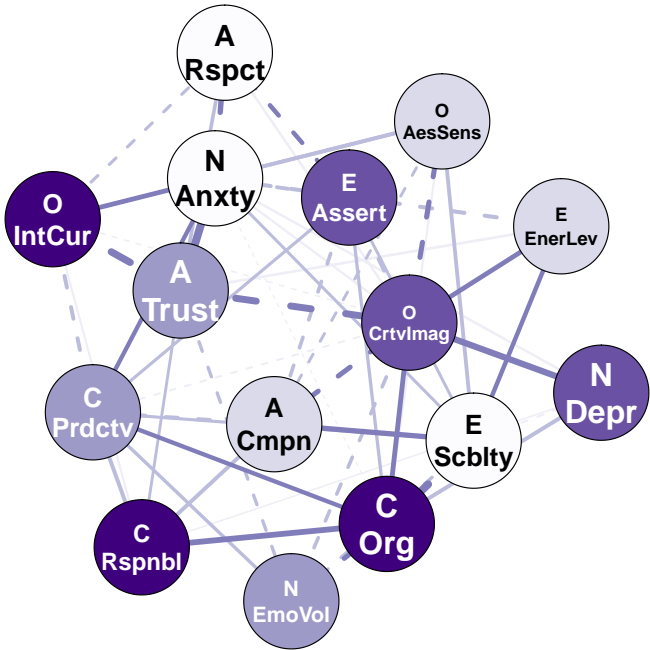 A
Rspct
O
AesSens
N
Anxty
E
Assert
O
IntCur
E
EnerLev
A
Trust
O
CrtvImag
N
Depr
C
Prdctv
A
Cmpn
E
Scblty
C
Org
C
Rspnbl
N
EmoVol